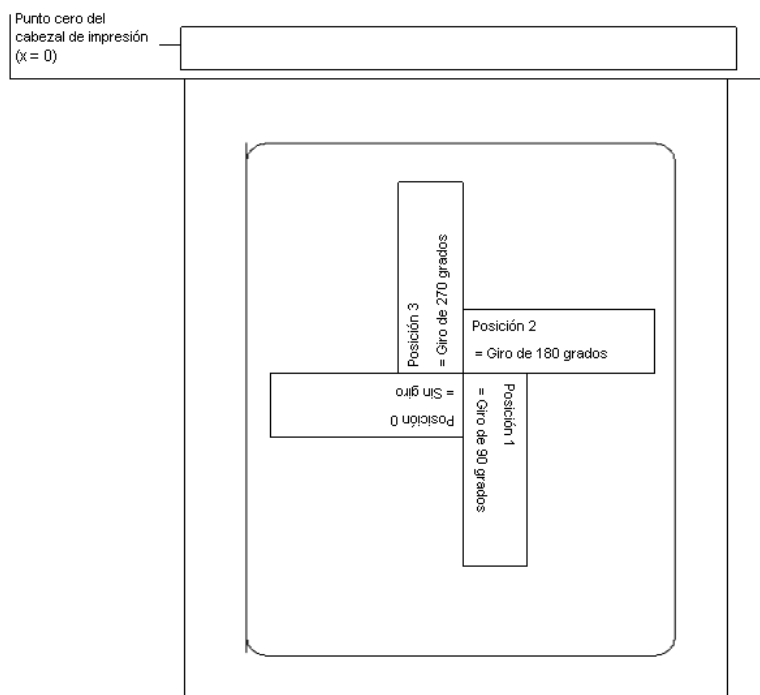 Punto cero del
cabezal de impresión
(x = 0)
Posición 3
= Giro de 270 grados
Posición 2
= Giro de 180 grados
Posición 0
= Sin giro
Posición 1
= Giro de 90 grados